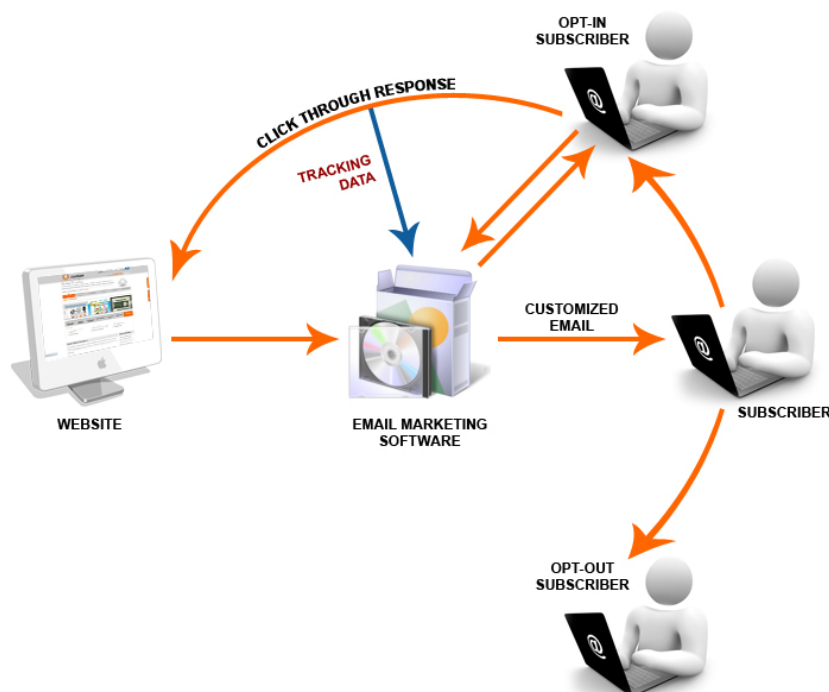 OPT-IN
SUBSCRIBER
CLICK THROUGH RESPONSE
TRACKING
DATA
CUSTOMIZED
EMAIL
@
@
WEBSITE
EMAIL MARKETING
SOFTWARE
SUBSCRIBER
OPT-OUT
SUBSCRIBER
@